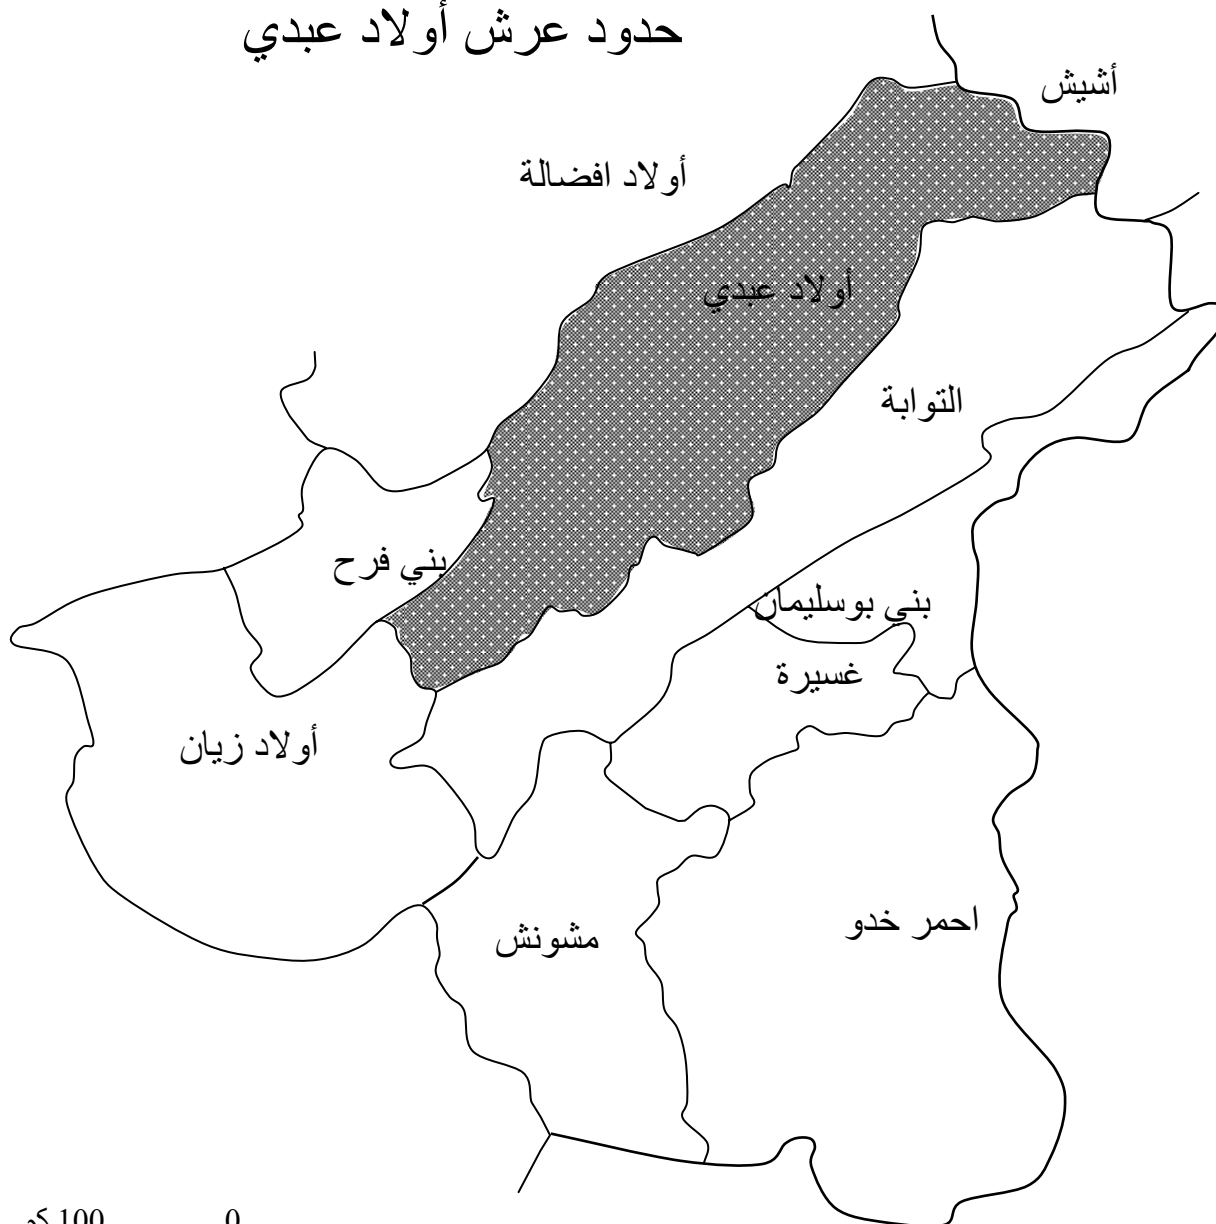 حدود عرش أولاد عبدي
أشيش
أولاد افضالة
أولاد عبدي
التوابة
بني فرح
بني بوسليمان
غسيرة
أولاد زيان
احمر خدو
مشونش
0 100 كم